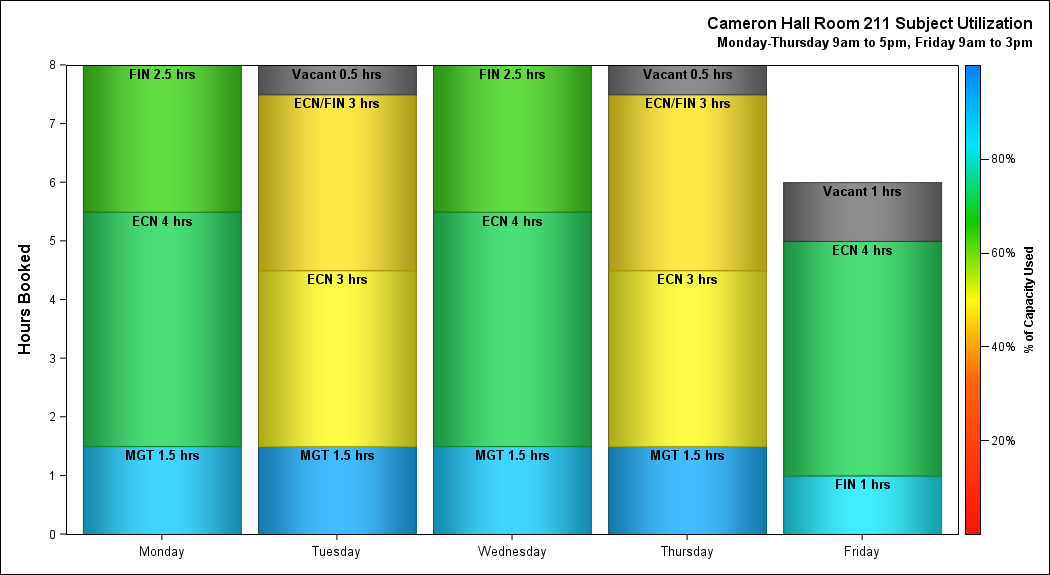 Cameron Hall Room 211 Subject Utilization
Monday-Thursday 9am to 5pm, Friday 9am to 3pm
Hours Booked
8
7
6
5
4
3
2
1
0
FIN 2.5 hrs
ECN 4 hrs
MGT 1.5 hrs
Monday
Vacant 0.5 hrs
ECN/FIN 3 hrs
ECN 3 hrs
MGT 1.5 hrs
Tuesday
FIN 2.5 hrs
ECN 4 hrs
MGT 1.5 hrs
Wednesday
Vacant 0.5 hrs
ECN/FIN 3 hrs
ECN 3 hrs
MGT 1.5 hrs
Thursday
Vacant 1 hrs
ECN 4 hrs
FIN 1 hrs
Friday
80%
60%
40%
20%
% of Capacity Used